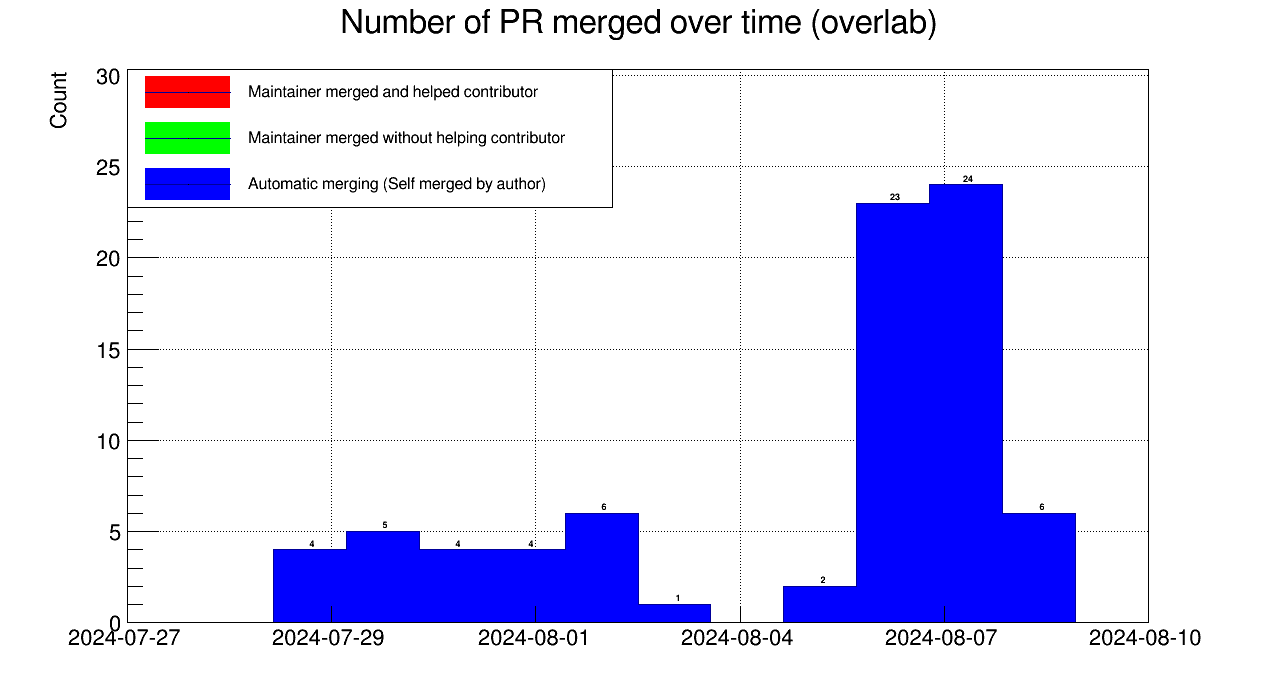 Number of PR merged over time (overlab)
Count
30
25
20
15
10
5
0
Maintainer merged and helped contributor
Maintainer merged without helping contributor
Automatic merging (Self merged by author)
4 5 4 4 6 1 2 23 24 6
2024-07-27 2024-07-29 2024-08-01 2024-08-04 2024-08-07 2024-08-10